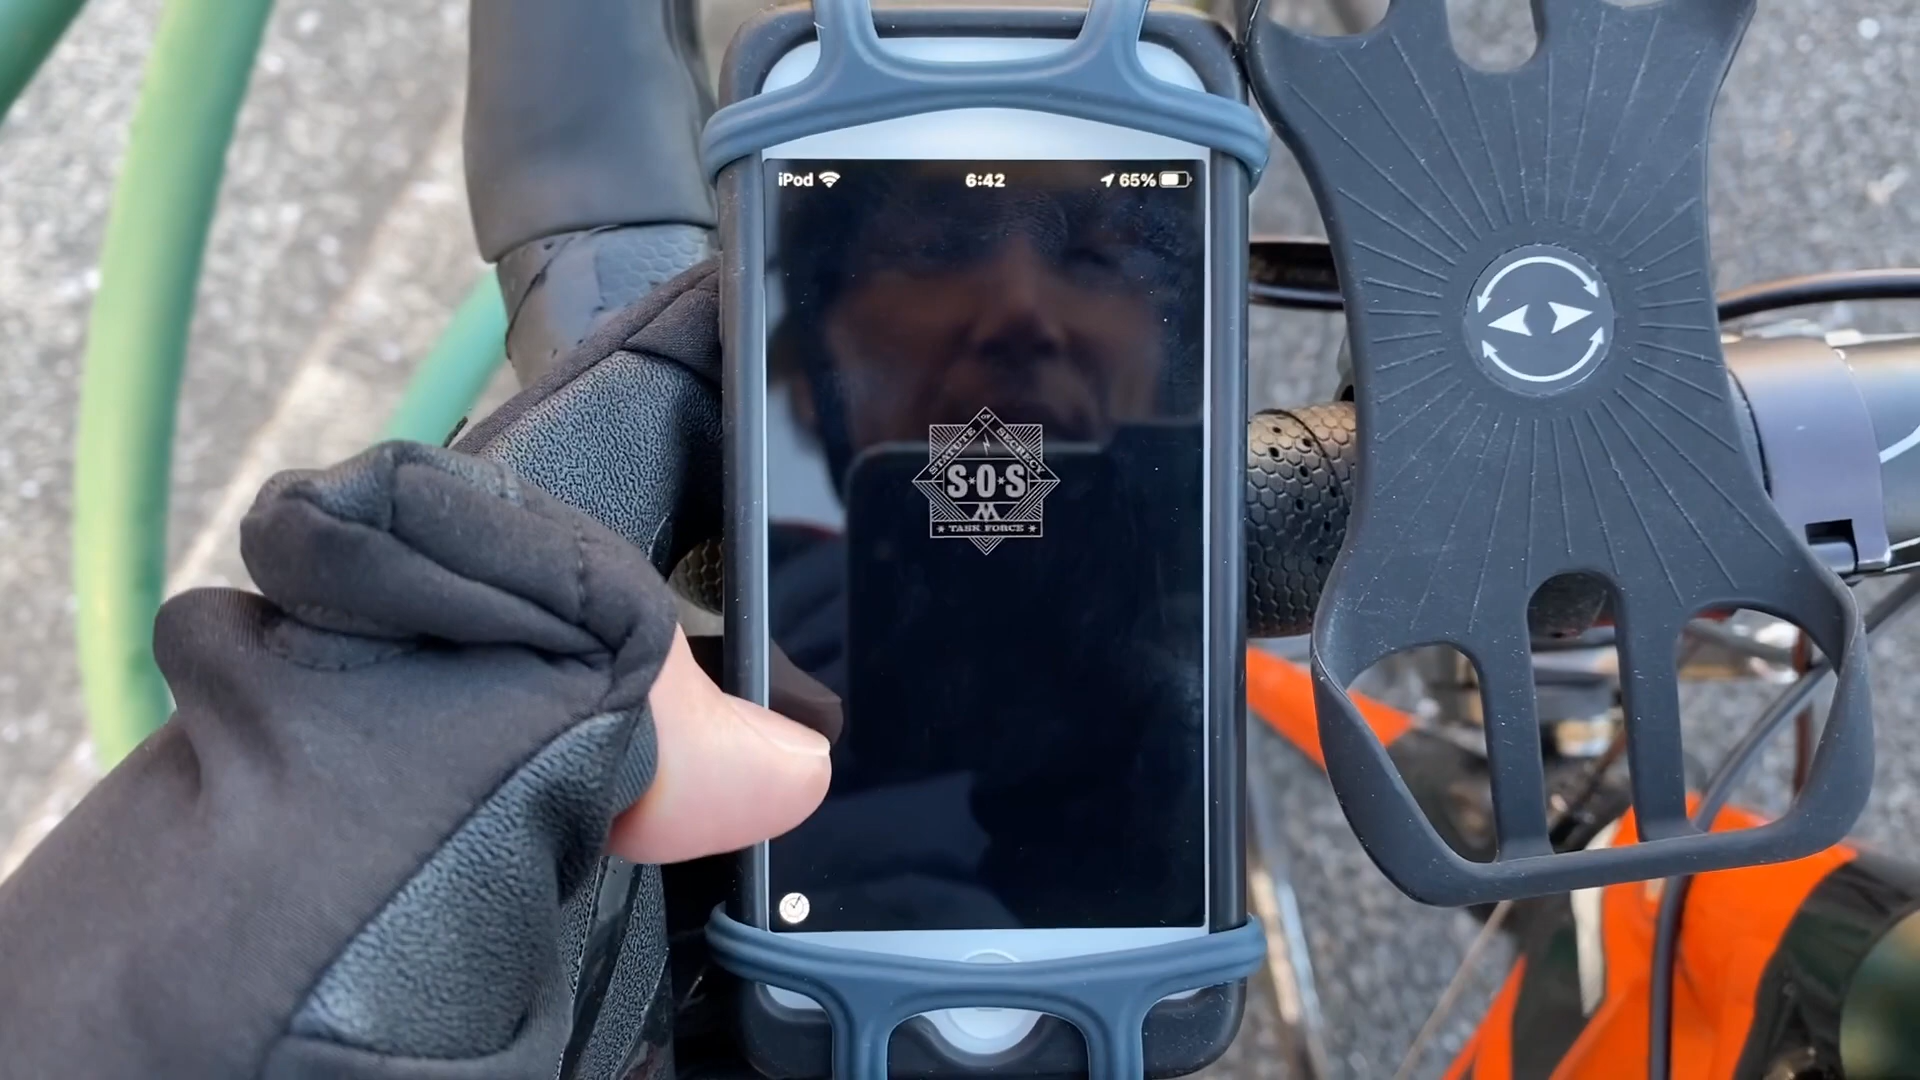 iPod 6:42 65%
STATUTE OF SECRECY
S*O*S
TASK FORCE